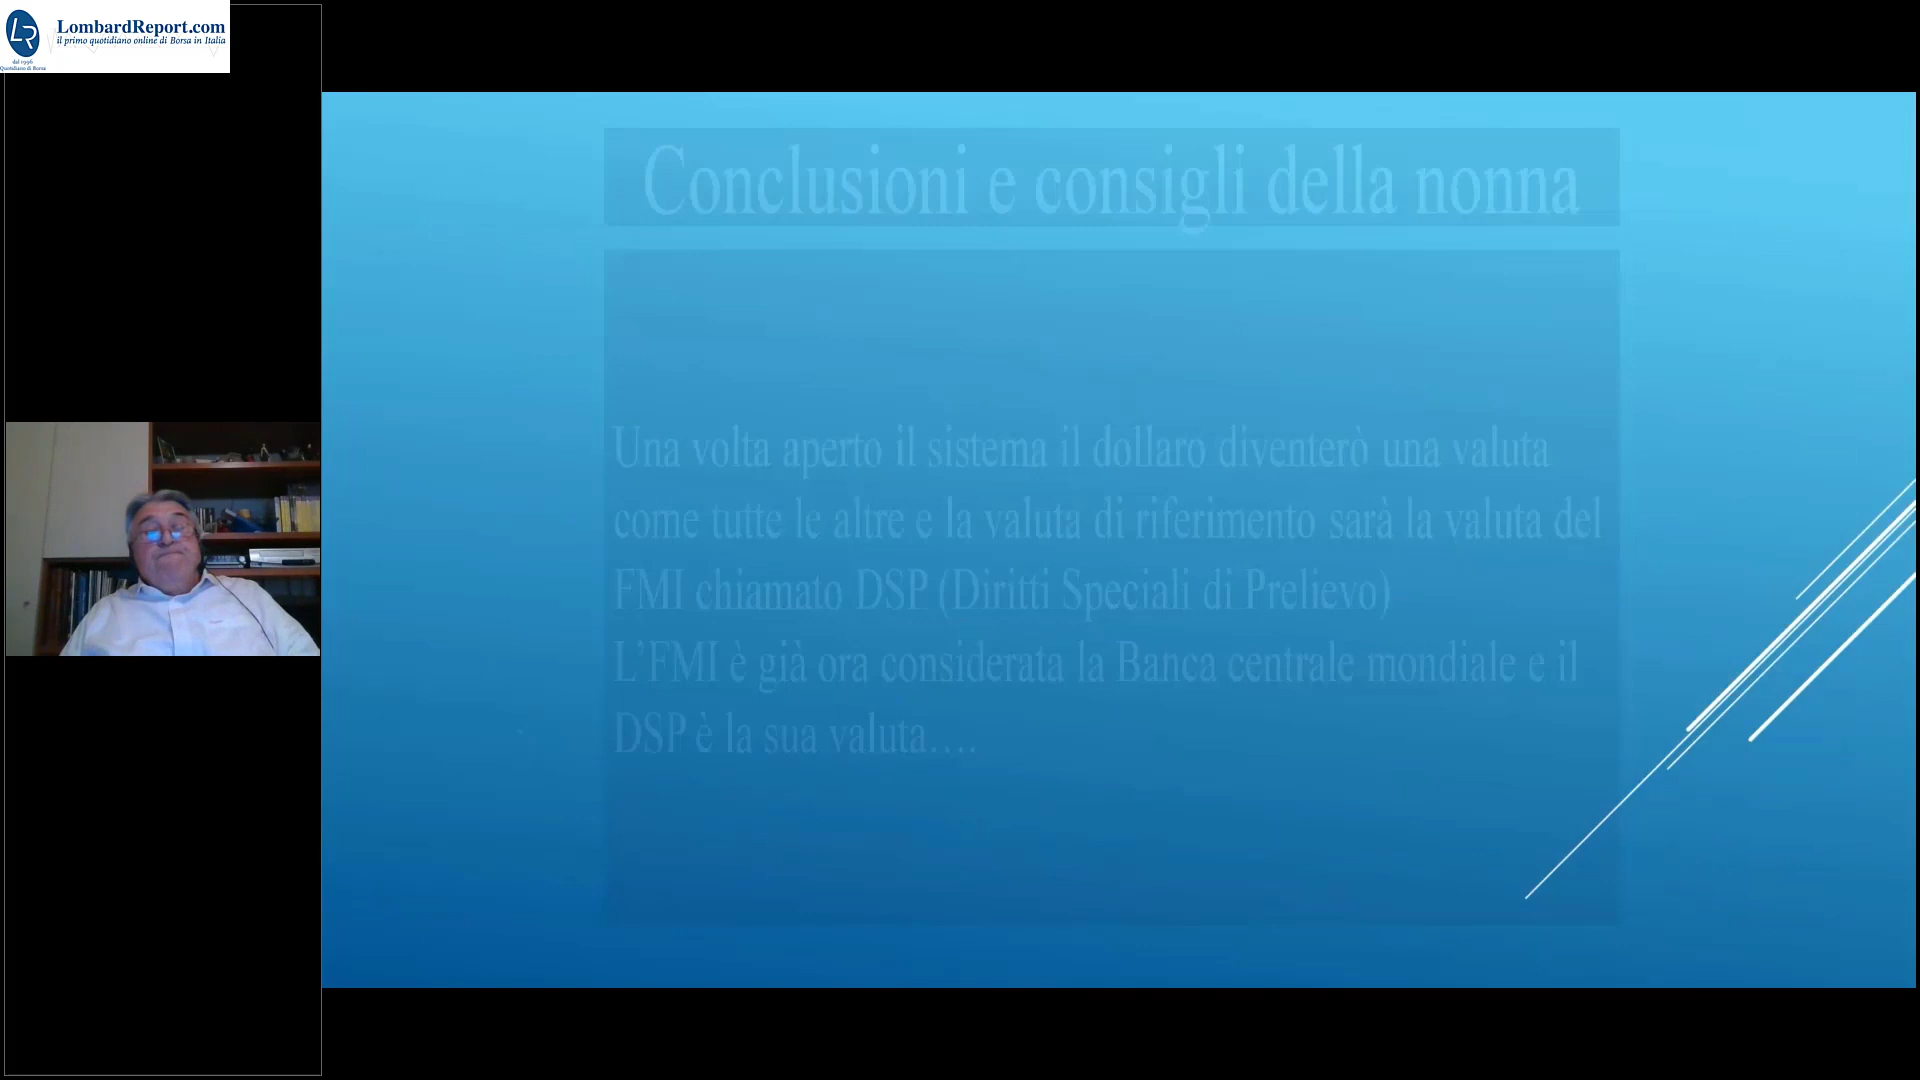 LombardReport.com
il primo quotidiano online di Borsa in Italia
dal 1996
Quotidiano di Borsa
Conclusioni e consigli della nonna
Una volta aperto il sistema il dollaro diventerò una valuta
come tutte le altre e la valuta di riferimento sarà la valuta del
FMI chiamato DSP (Diritti Speciali di Prelievo)
L'FMI è già ora considerata la Banca centrale mondiale e il
DSP è la sua valuta….